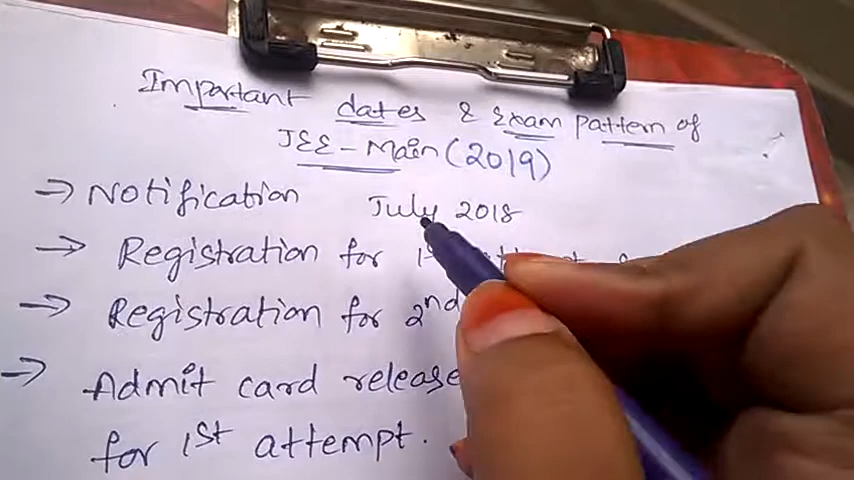 Important dates & Exam pattern of
JEE - Main (2019)
→ Notification July 2018
→ Registration for 1st
→ Registration for 2nd
→ Admit card release
for 1st attempt.